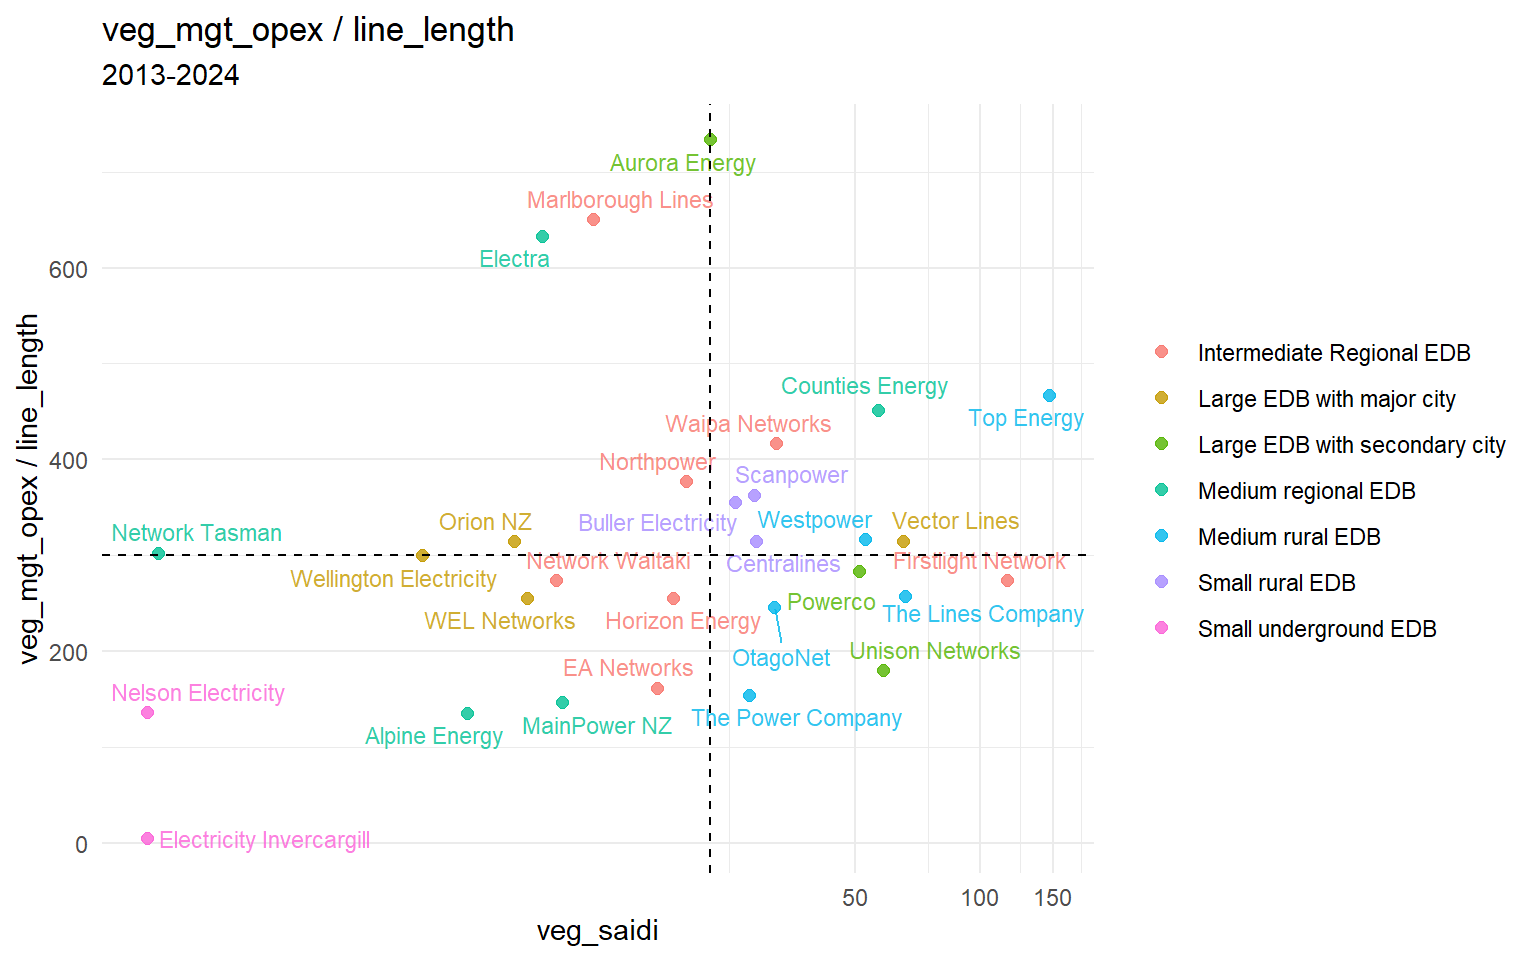 veg_mgt_opex / line_length
2013-2024
Aurora Energy
Marlborough Lines
Electra
600
Counties Energy
Top Energy
Waipa Networks
400
Northpower
Scanpower
Buller Electricity
Westpower
Vector Lines
Orion NZ
Network Tasman
Network Waitaki
Centralines
Firstlight Network
Wellington Electricity
Powerco
The Lines Company
WEL Networks
Horizon Energy
200
OtagoNet
Unison Networks
EA Networks
Nelson Electricity
The Power Company
MainPower NZ
Alpine Energy
0
Electricity Invercargill
50
100
150
veg_saidi
veg_mgt_opex / line_length
Intermediate Regional EDB
Large EDB with major city
Large EDB with secondary city
Medium regional EDB
Medium rural EDB
Small rural EDB
Small underground EDB